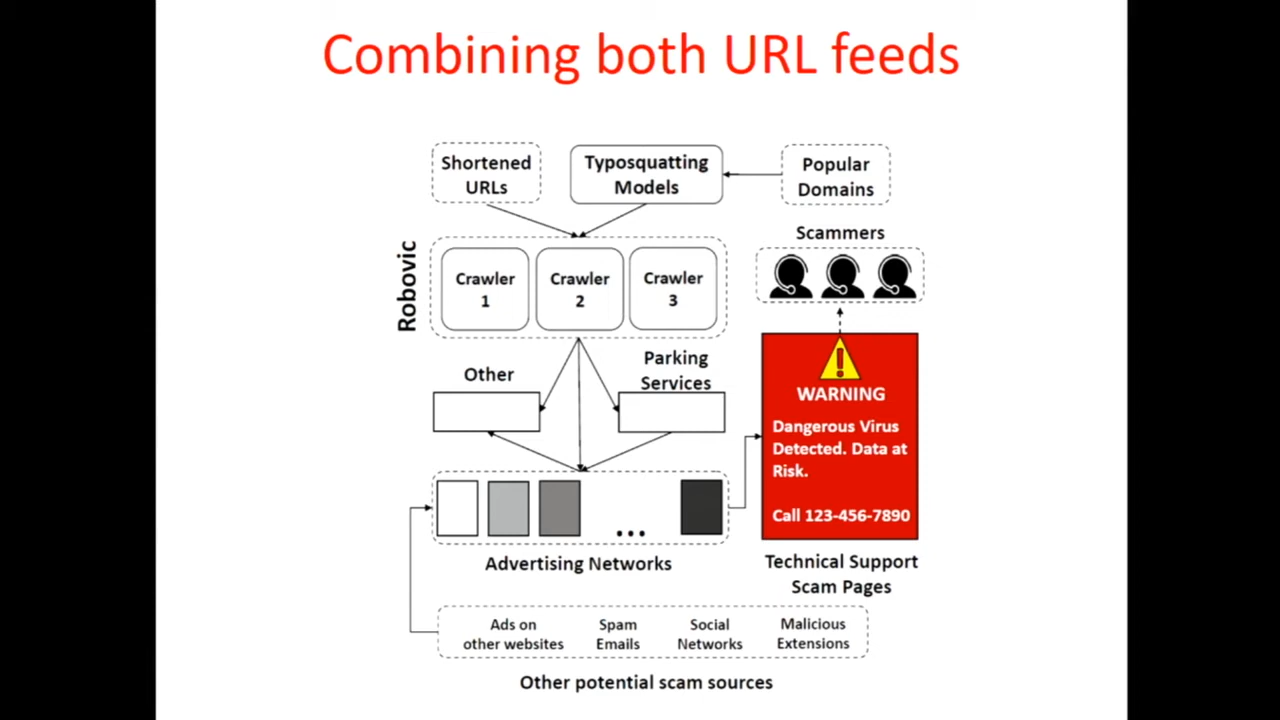 Combining both URL feeds
Shortened
URLs
Typosquatting
Models
Popular
Domains
Scammers
Robovic
Crawler
1
Crawler
2
Crawler
3
Other
Parking
Services
WARNING
Dangerous Virus
Detected. Data at
Risk.
Call 123-456-7890
...
Advertising Networks
Technical Support
Scam Pages
Ads on
other websites
Spam
Emails
Social
Networks
Malicious
Extensions
Other potential scam sources